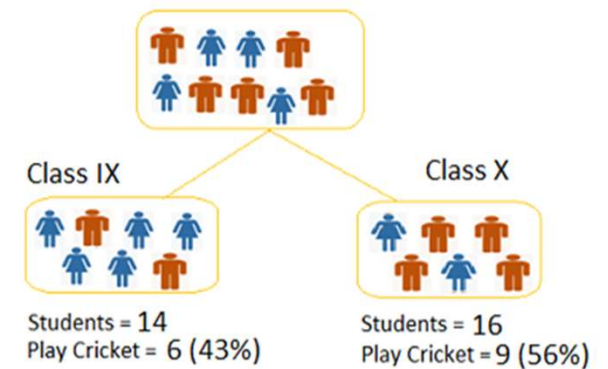 Class IX
Students = 14
Play Cricket = 6 (43%)
Class X
Students = 16
Play Cricket = 9 (56%)